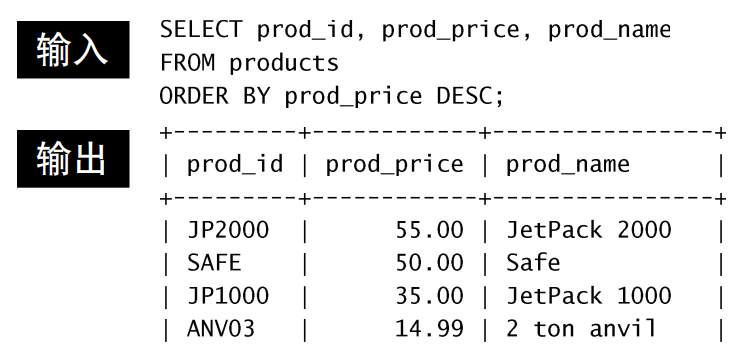 输入
SELECT prod_id, prod_price, prod_name
FROM products
ORDER BY prod_price DESC;
输出
+---------+------------+----------------+
| prod_id | prod_price | prod_name      |
+---------+------------+----------------+
| JP2000  |      55.00 | JetPack 2000   |
| SAFE    |      50.00 | Safe           |
| JP1000  |      35.00 | JetPack 1000   |
| ANV03   |      14.99 | 2 ton anvil    |